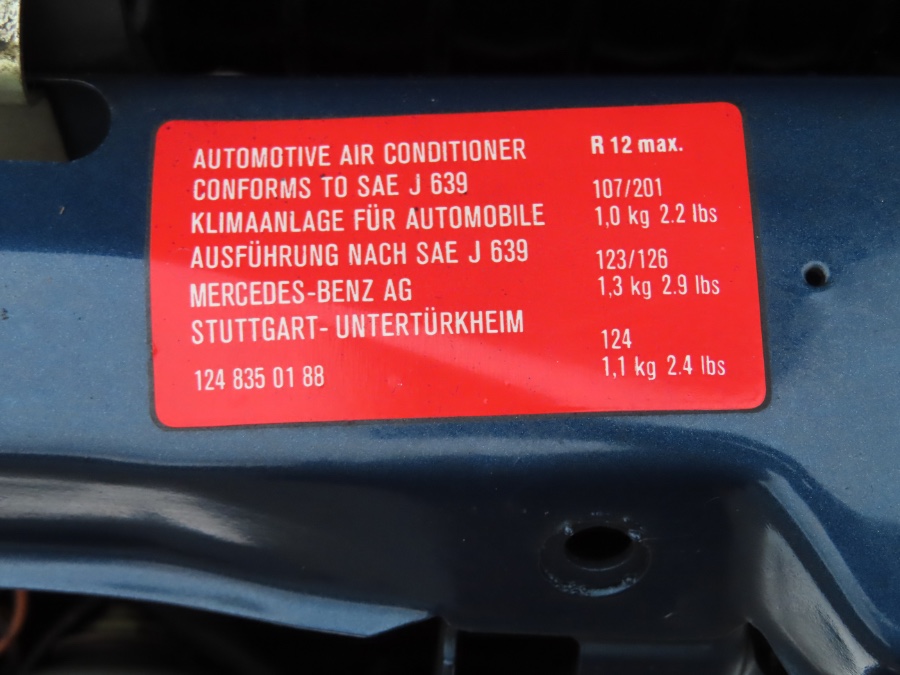 AUTOMOTIVE AIR CONDITIONER
CONFORMS TO SAE J 639
KLIMAANLAGE FÜR AUTOMOBILE
AUSFÜHRUNG NACH SAE J 639
MERCEDES-BENZ AG
STUTTGART- UNTERTÜRKHEIM
124 835 01 88
R 12 max.
107/201
1,0 kg 2.2 lbs
123/126
1,3 kg 2.9 lbs
124
1,1 kg 2.4 lbs